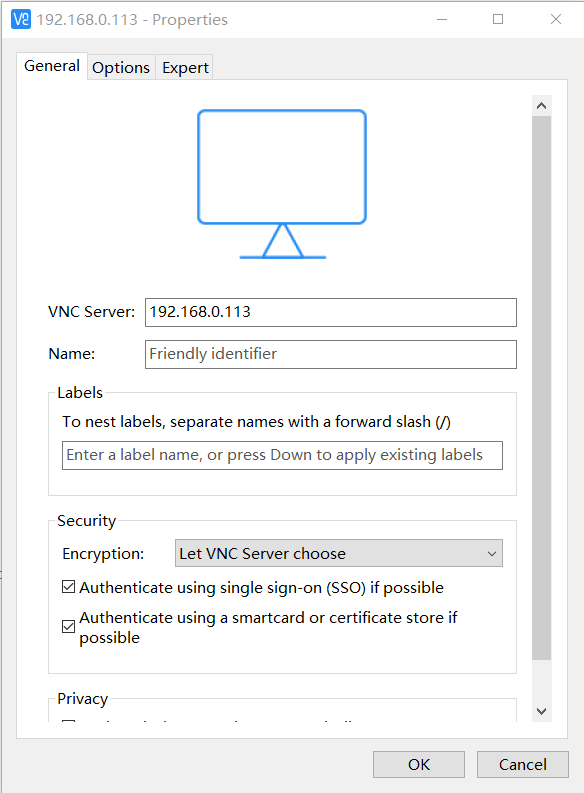 192.168.0.113 - Properties
General Options Expert
VNC Server: 192.168.0.113
Name: Friendly identifier
Labels
To nest labels, separate names with a forward slash (/)
Enter a label name, or press Down to apply existing labels
Security
Encryption: Let VNC Server choose
Authenticate using single sign-on (SSO) if possible
Authenticate using a smartcard or certificate store if
possible
Privacy
OK Cancel